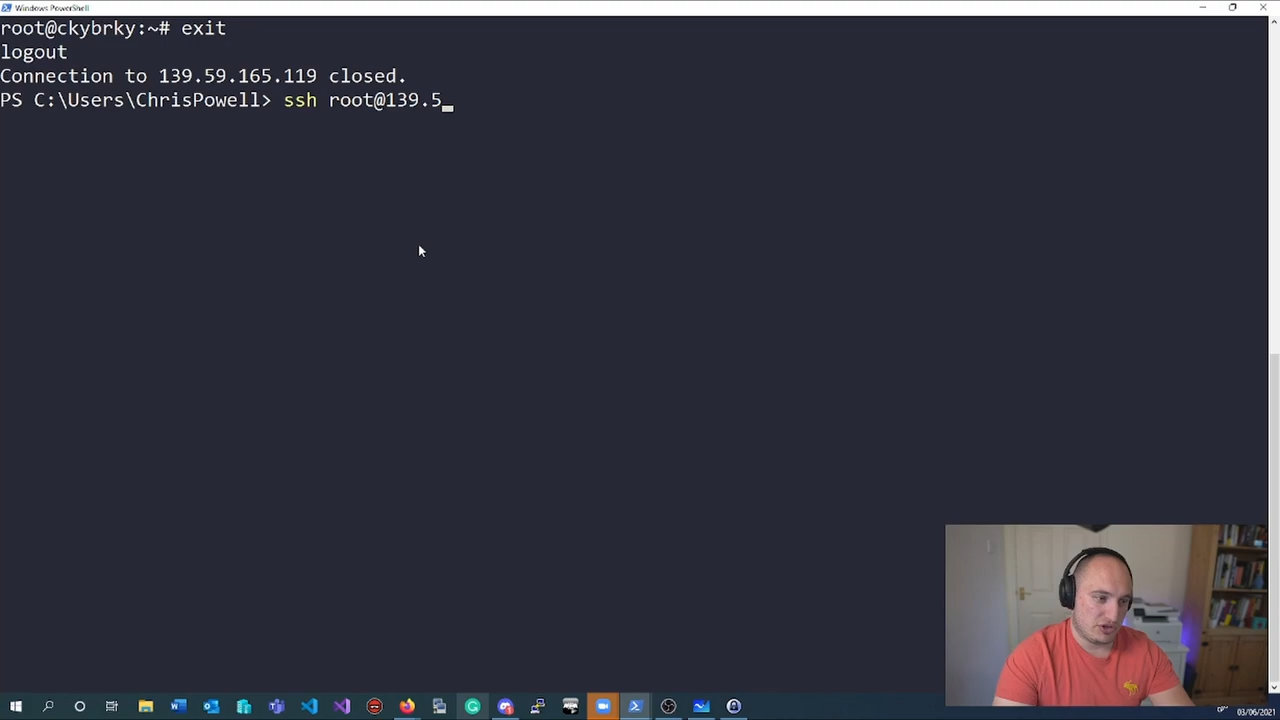 Windows PowerShell
root@ckybrky:~# exit
logout
Connection to 139.59.165.119 closed.
PS C:\Users\ChrisPowell> ssh root@139.5_
03/06/2021